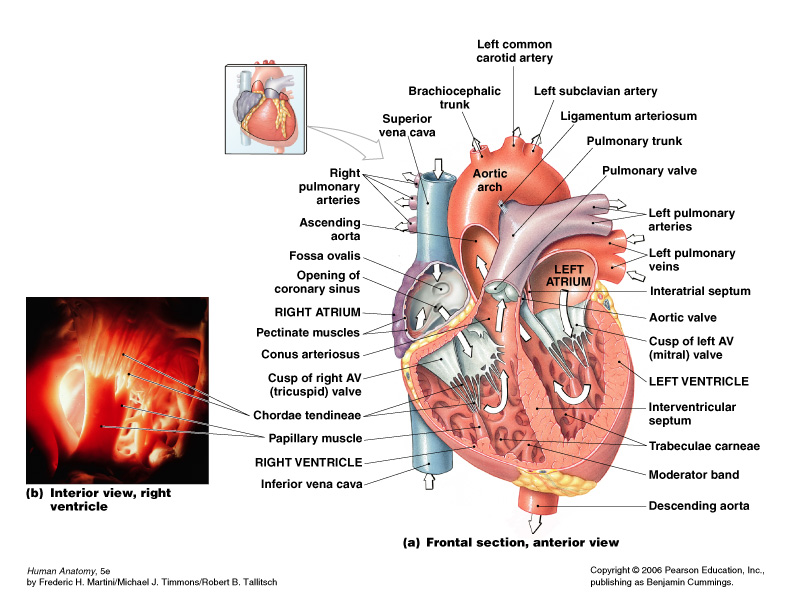 Left common
carotid artery
Brachiocephalic
trunk
Left subclavian artery
Superior
vena cava
Ligamentum arteriosum
Pulmonary trunk
Pulmonary valve
Aortic
arch
Right
pulmonary
arteries
Left pulmonary
arteries
Ascending
aorta
Left pulmonary
veins
Fossa ovalis
LEFT
ATRIUM
Opening of
coronary sinus
Interatrial septum
RIGHT ATRIUM
Aortic valve
Pectinate muscles
Conus arteriosus
Cusp of left AV
(mitral) valve
Cusp of right AV
(tricuspid) valve
LEFT VENTRICLE
Chordae tendineae
Interventricular
septum
Papillary muscle
Trabeculae carneae
RIGHT VENTRICLE
Moderator band
Inferior vena cava
(b) Interior view, right
ventricle
Descending aorta
(a) Frontal section, anterior view
Human Anatomy, 5e
by Frederic H. Martini/Michael J. Timmons/Robert B. Tallitsch
Copyright © 2006 Pearson Education, Inc.,
publishing as Benjamin Cummings.